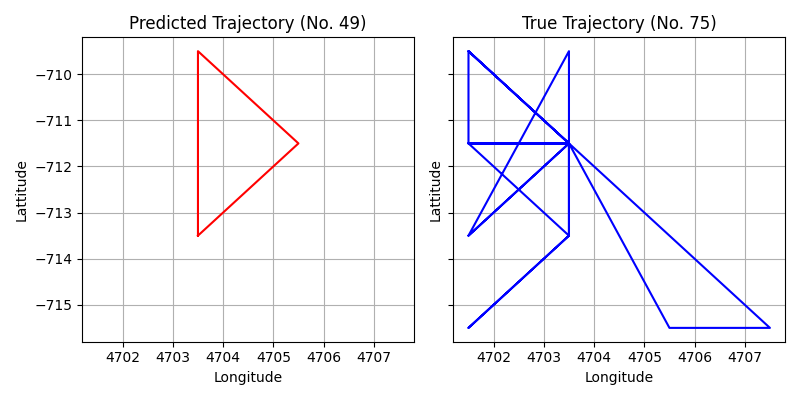 Predicted Trajectory (No. 49)
True Trajectory (No. 75)
Lattitude
−710
−711
−712
−713
−714
−715
4702 4703 4704 4705 4706 4707
Longitude
Lattitude
4702 4703 4704 4705 4706 4707
Longitude